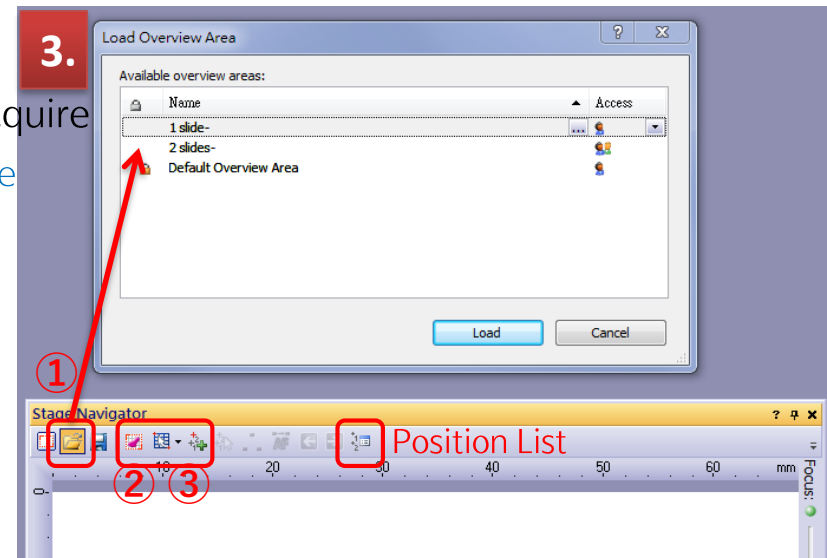 3.
Load Overview Area
quire
e
Available overview areas:
Name Access
1 slide- ...
2 slides-
Default Overview Area
Load Cancel
①
Stage Navigator
Position List
10 20 30 40 50 60 mm
② ③
0
Focus: